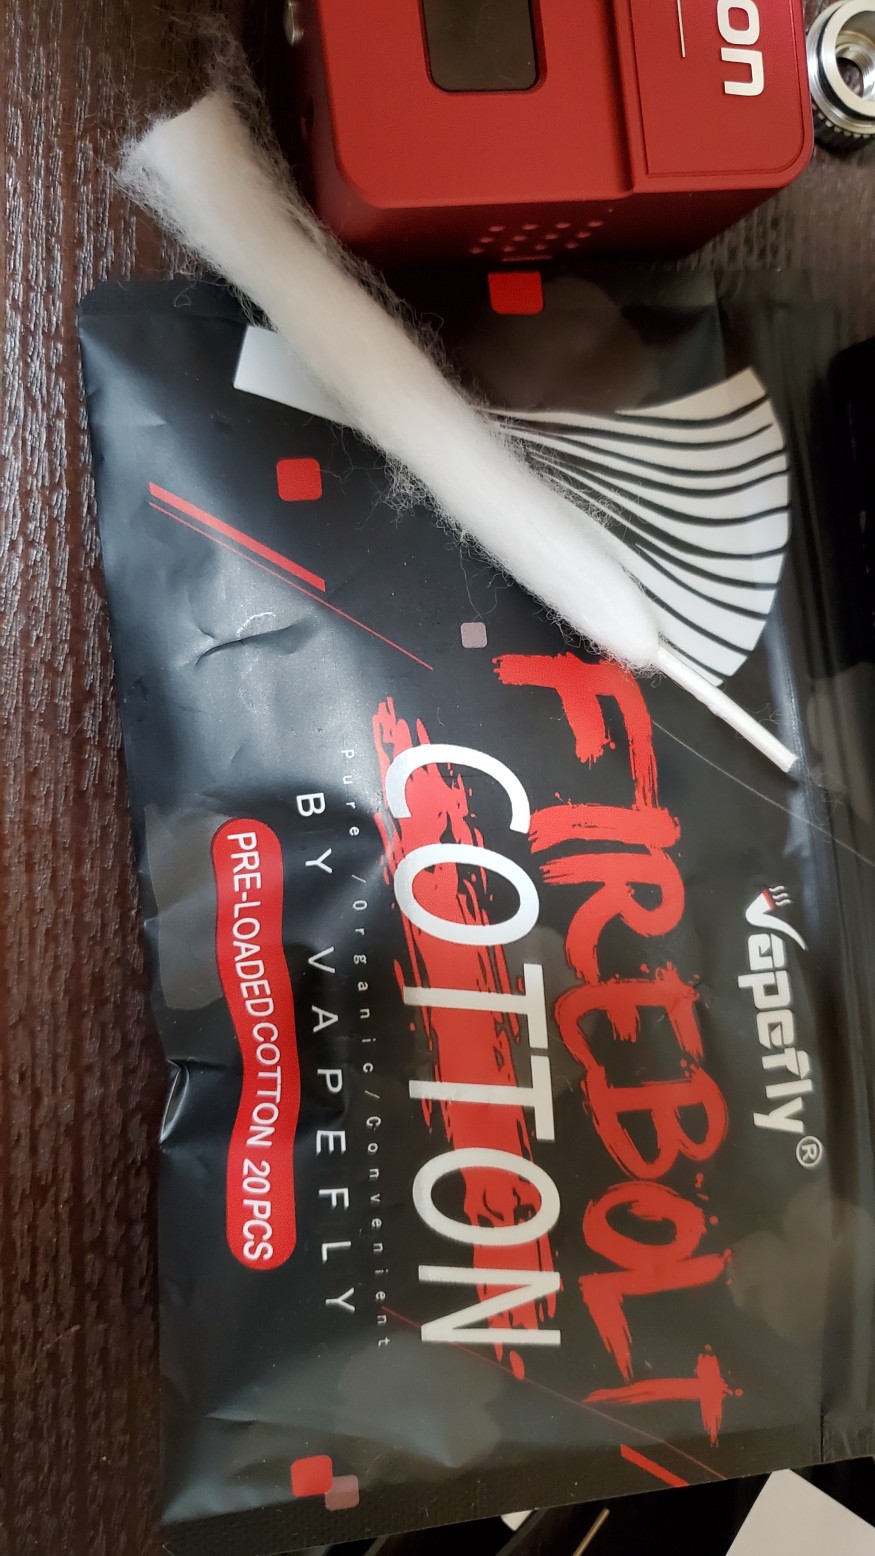 on
Vapefly®
FIREBOLT
COTTON
Pure /Organic/Convenient
BY VAPEFLY
PRE-LOADED COTTON 20 PCS